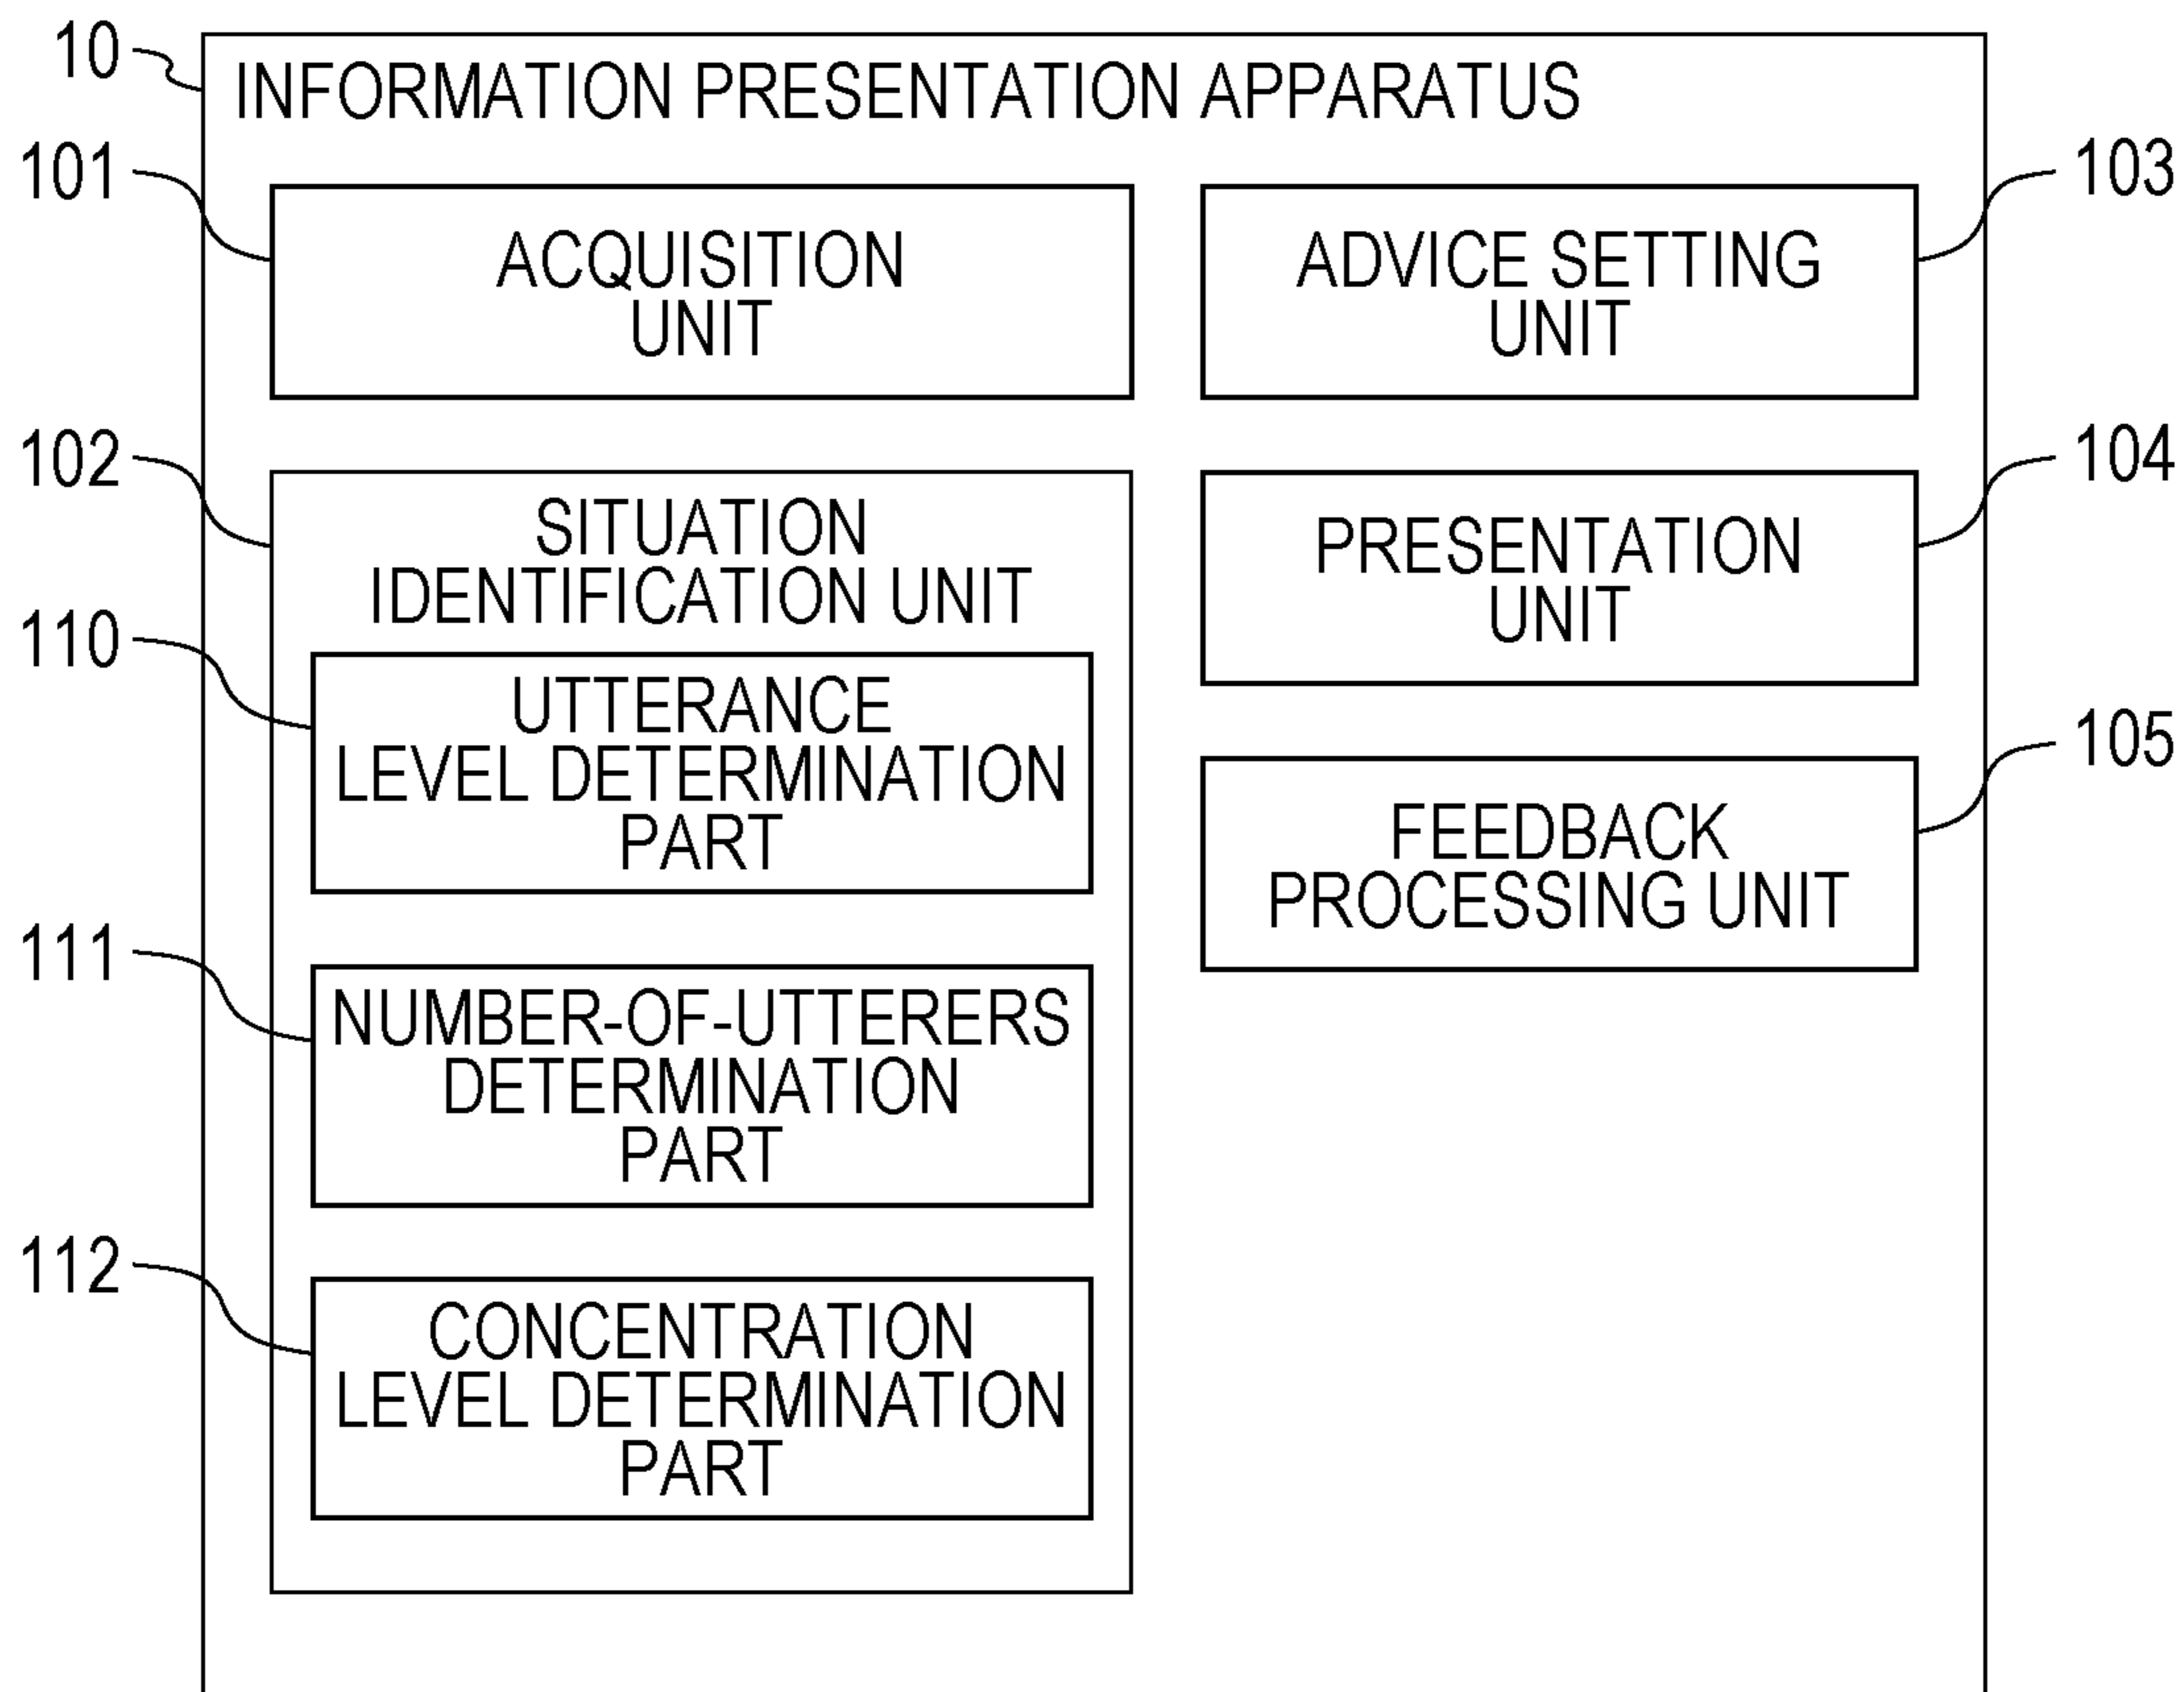 10
INFORMATION PRESENTATION APPARATUS
101
ACQUISITION
UNIT
102
SITUATION
IDENTIFICATION UNIT
110
UTTERANCE
LEVEL DETERMINATION
PART
111
NUMBER-OF-UTTERERS
DETERMINATION
PART
112
CONCENTRATION
LEVEL DETERMINATION
PART
103
ADVICE SETTING
UNIT
104
PRESENTATION
UNIT
105
FEEDBACK
PROCESSING UNIT